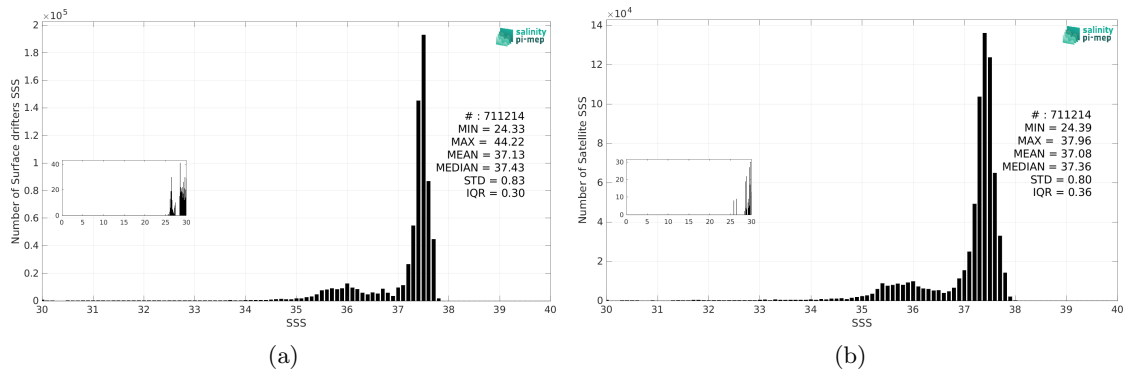 ×10⁵
2
1.8
1.6
1.4
1.2
1
0.8
0.6
0.4
0.2
0
Number of Surface drifters SSS
salinity
pi-mep
# : 711214
MIN = 24.33
MAX = 44.22
MEAN = 37.13
MEDIAN = 37.43
STD = 0.83
IQR = 0.30
40
20
0
0 5 10 15 20 25 30
30 31 32 33 34 35 36 37 38 39 40
SSS
(a)
×10⁴
14
12
10
8
6
4
2
0
Number of Satellite SSS
salinity
pi-mep
# : 711214
MIN = 24.39
MAX = 37.96
MEAN = 37.08
MEDIAN = 37.36
STD = 0.80
IQR = 0.36
30
20
10
0
0 5 10 15 20 25 30
30 31 32 33 34 35 36 37 38 39 40
SSS
(b)